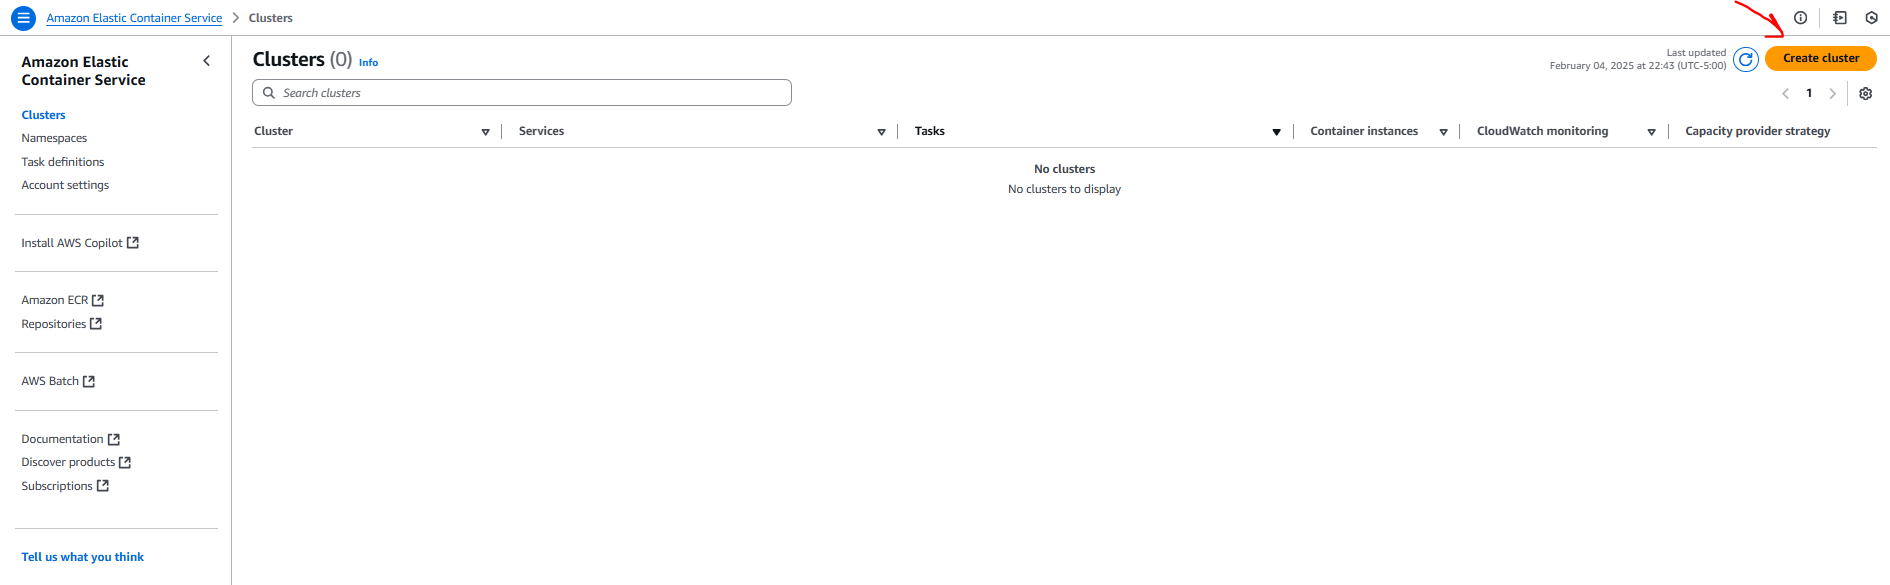 Amazon Elastic Container Service > Clusters
Amazon Elastic
Container Service
Clusters
Namespaces
Task definitions
Account settings
Install AWS Copilot
Amazon ECR
Repositories
AWS Batch
Documentation
Discover products
Subscriptions
Tell us what you think
Clusters (0) Info
Last updated
February 04, 2025 at 22:43 (UTC-5:00)
Create cluster
Search clusters
1
Cluster Services Tasks Container instances CloudWatch monitoring Capacity provider strategy
No clusters
No clusters to display